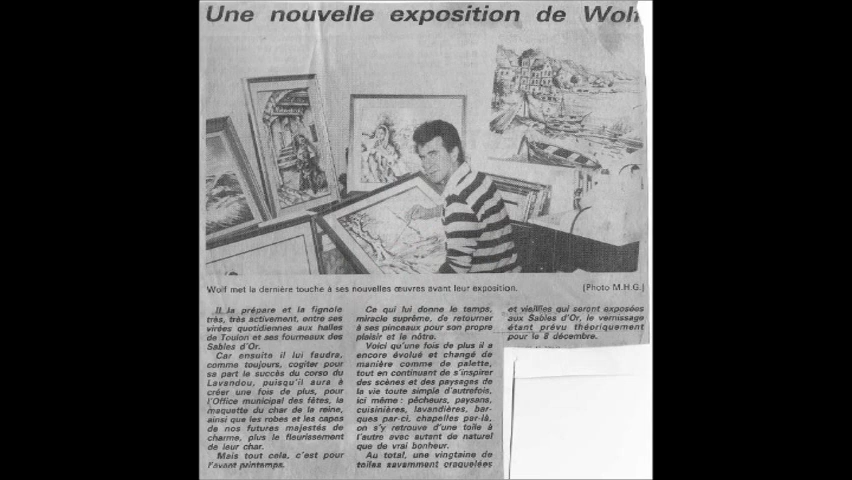 Une nouvelle exposition de Wolf
Wolf met la dernière touche à ses nouvelles œuvres avant leur exposition.
(Photo M.H.G.)
Il la prépare et la fignole
très, très activement, entre ses
virées quotidiennes aux halles
de Toulon et ses fourneaux des
Sables d'Or.
Car ensuite il lui faudra,
comme toujours, cogiter pour
sa part le succès du corso du
Lavandou, puisqu'il aura à
créer une fois de plus, pour
l'Office municipal des fêtes, la
maquette du char de la reine,
ainsi que les robes et les capes
de nos futures majestés de
charme, plus le fleurissement
de leur char.
Mais tout cela, c'est pour
l'avant printemps.
Ce qui lui donne le temps,
miracle suprême, de retourner
à ses pinceaux pour son propre
plaisir et le nôtre.
Voici qu'une fois de plus il a
encore évolué et changé de
manière comme de palette,
tout en continuant de s'inspirer
des scènes et des paysages de
la vie toute simple d'autrefois,
ici même : pêcheurs, paysans,
cuisinières, lavandières, bar-
ques par-ci, chapelles par-là,
on s'y retrouve d'une toile à
l'autre avec autant de naturel
que de vrai bonheur.
Au total, une vingtaine de
toiles savamment craquelées
et vieillies qui seront exposées
aux Sables d'Or, le vernissage
étant prévu théoriquement
pour le 8 décembre.